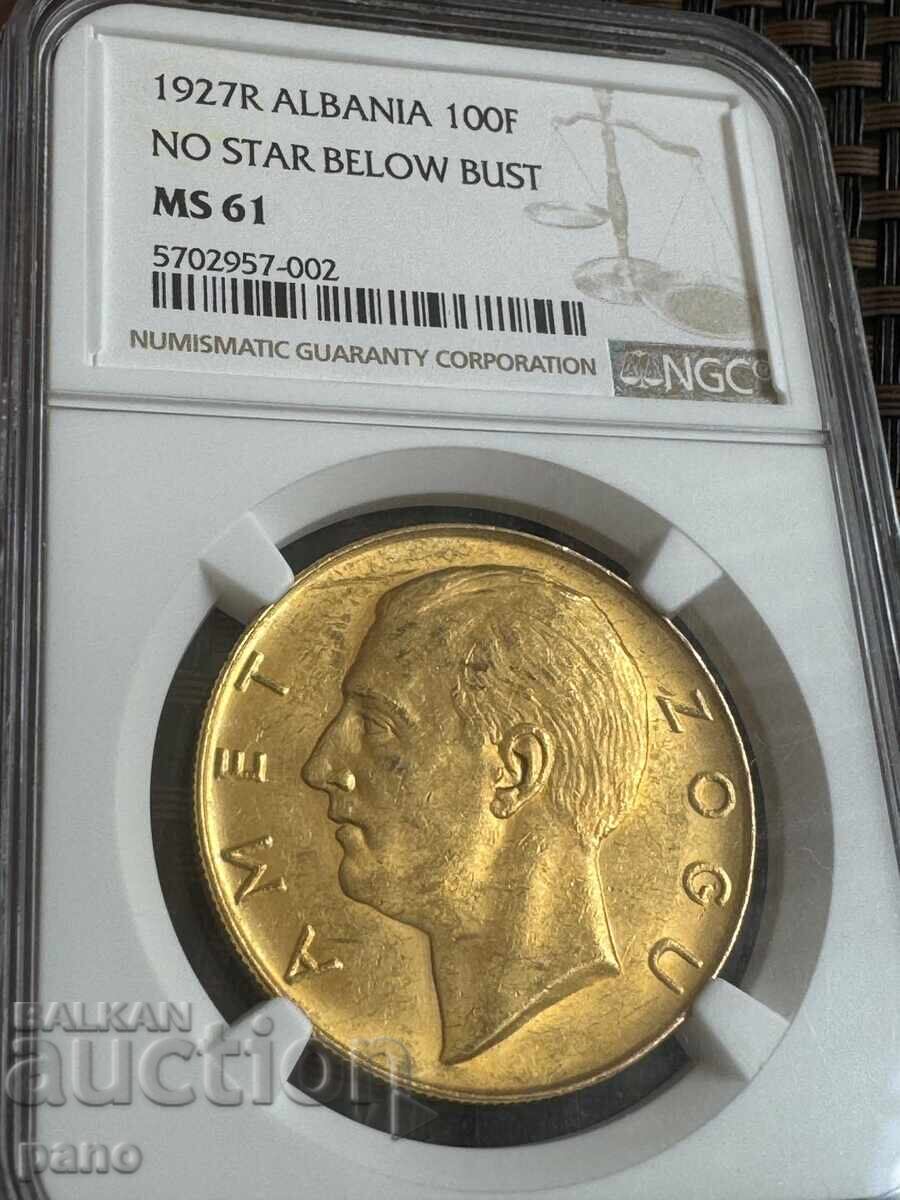 1927R ALBANIA 100F
NO STAR BELOW BUST
MS 61
5702957-002
NUMISMATIC GUARANTY CORPORATION
NGC
AMET ZOGU
BALKAN
auction
pano